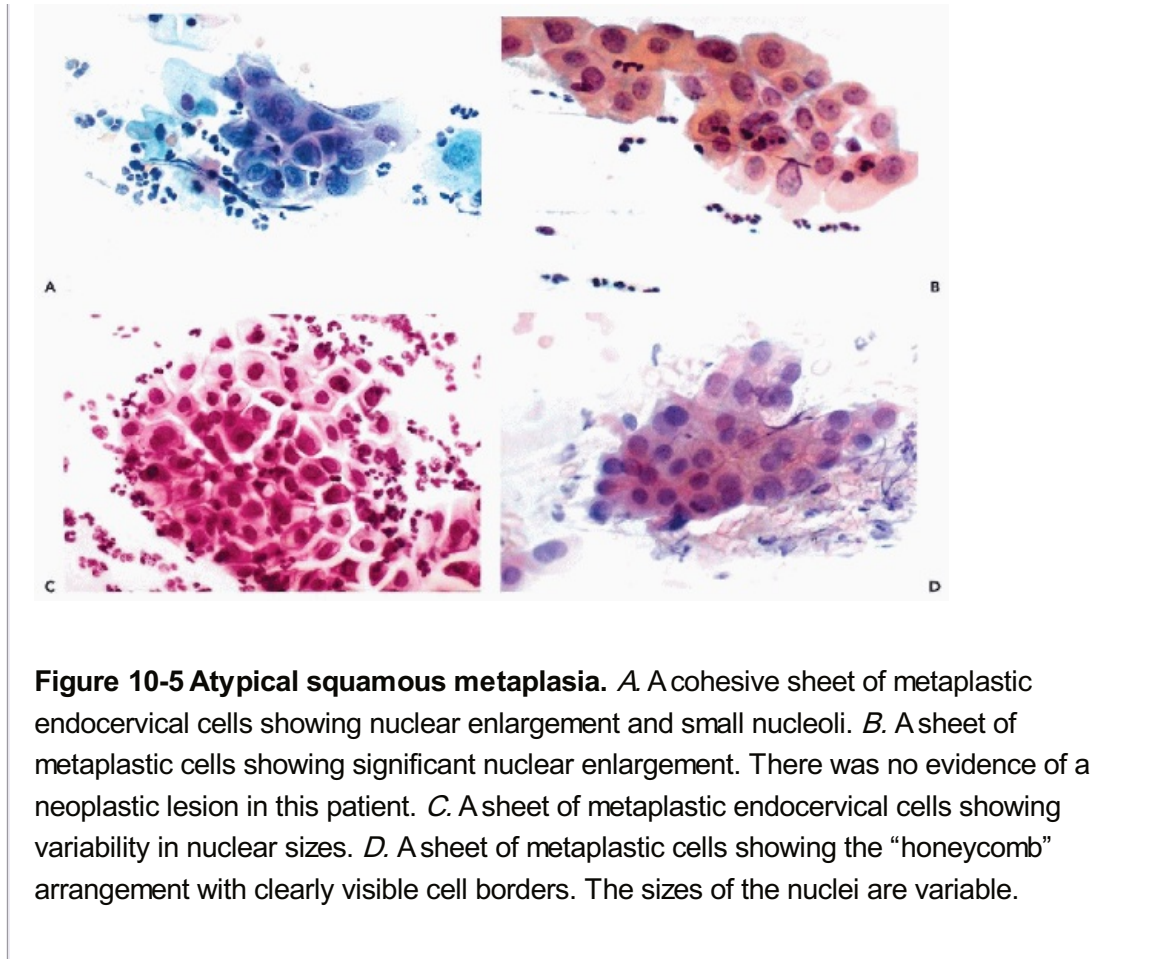 A
B
C
D
Figure 10-5 Atypical squamous metaplasia. A. A cohesive sheet of metaplastic
endocervical cells showing nuclear enlargement and small nucleoli. B. A sheet of
metaplastic cells showing significant nuclear enlargement. There was no evidence of a
neoplastic lesion in this patient. C. A sheet of metaplastic endocervical cells showing
variability in nuclear sizes. D. A sheet of metaplastic cells showing the “honeycomb”
arrangement with clearly visible cell borders. The sizes of the nuclei are variable.